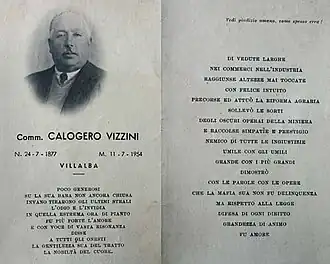 Comm. CALOGERO VIZZINI
N. 24-7-1877 M. 11-7-1954
VILLALBA
POCO GENEROSI
SU LA SUA BARA NON ANCORA CHIUSA
INVANO TIRARONO GLI ULTIMI STRALI
L'ODIO E L'INVIDIA
IN QUELLA ESTREMA ORA DI PIANTO
FU PIÙ FORTE L'AMORE
E CON VOCE DI VASTA RISONANZA
DISSE
A TUTTI GLI ONESTI
LA GENTILEZZA SUA DEL TRATTO
LA NOBILTÀ DEL CUORE.
Vedi giudizio umano, come spesso erra!
DI VEDUTE LARGHE
NEI COMMERCI NELL'INDUSTRIA
RAGGIUNSE ALTEZZE MAI TOCCATE
CON FELICE INTUITO
PERCORSE ED ATTUÒ LA RIFORMA AGRARIA
SOLLEVÒ LE SORTI
DEGLI OSCURI OPERAI DELLA MINIERA
E RACCOLSE SIMPATIE E PRESTIGIO
NEMICO DI TUTTE LE INGIUSTIZIE
UMILE CON GLI UMILI
GRANDE CON I PIÙ GRANDI
DIMOSTRÒ
CON LE PAROLE CON LE OPERE
CHE LA MAFIA SUA NON FU DELINQUENZA
MA RISPETTO ALLA LEGGE
DIFESA DI OGNI DIRITTO
GRANDEZZA DI ANIMO
FU AMORE